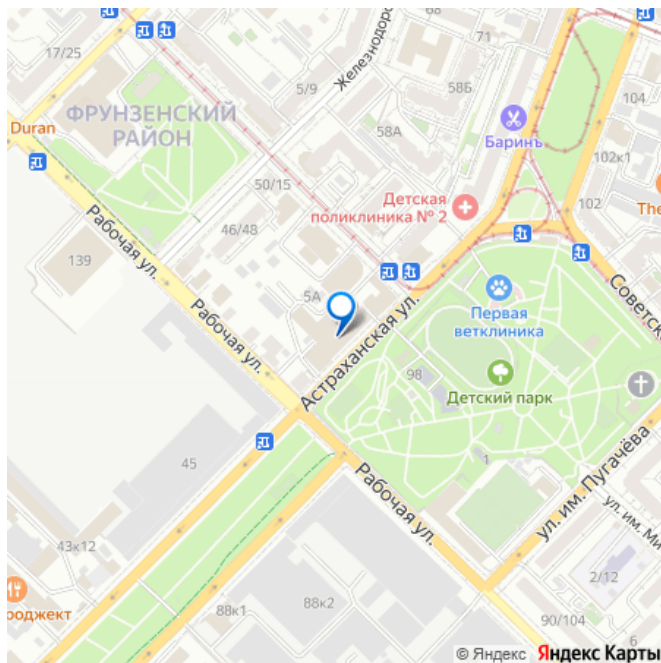 17/25
Железнодоро
68
71
104
ФРУНЗЕНСКИЙ
РАЙОН
5/9
58Б
Duran
58А
Баринъ
102к1
50/15
Детская
поликлиника № 2
102
The
46/48
Рабочая ул.
139
5А
Советска
Рабочая ул.
Первая
ветклиника
Астраханская ул.
98
Детский парк
45
1
Рабочая ул.
ул. им. Пугачёва
ул. им. Ми
43к12
2/12
роджект
88к1
88к2
90/104
© Яндекс Яндекс Карты